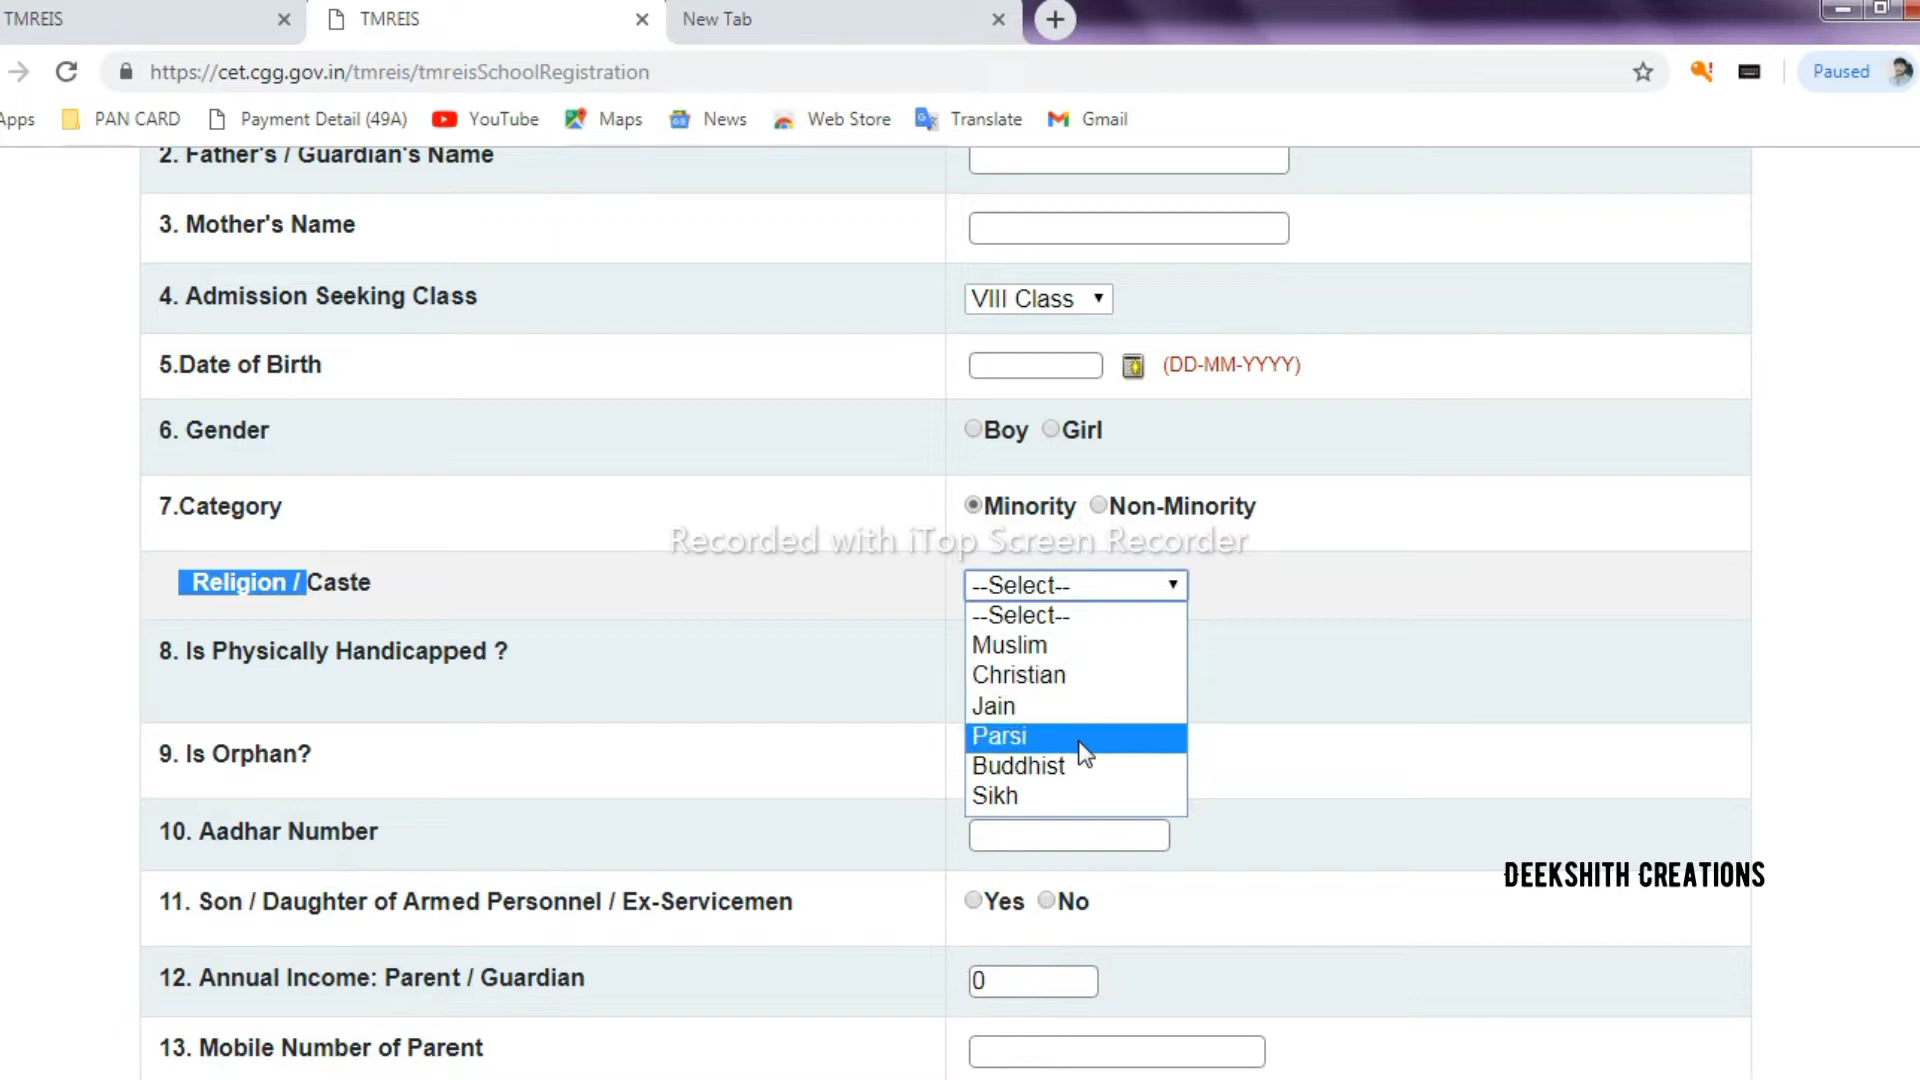 TMREIS
TMREIS
New Tab
https://cet.cgg.gov.in/tmreis/tmreisSchoolRegistration
Paused
Apps
PAN CARD
Payment Detail (49A)
YouTube
Maps
News
Web Store
Translate
Gmail
2. Father's / Guardian's Name
3. Mother's Name
4. Admission Seeking Class
VIII Class
5.Date of Birth
(DD-MM-YYYY)
6. Gender
Boy Girl
7.Category
Minority Non-Minority
Recorded with iTop Screen Recorder
Religion / Caste
--Select--
--Select--
Muslim
Christian
Jain
Parsi
Buddhist
Sikh
8. Is Physically Handicapped ?
9. Is Orphan?
10. Aadhar Number
DEEKSHITH CREATIONS
11. Son / Daughter of Armed Personnel / Ex-Servicemen
Yes No
12. Annual Income: Parent / Guardian
0
13. Mobile Number of Parent